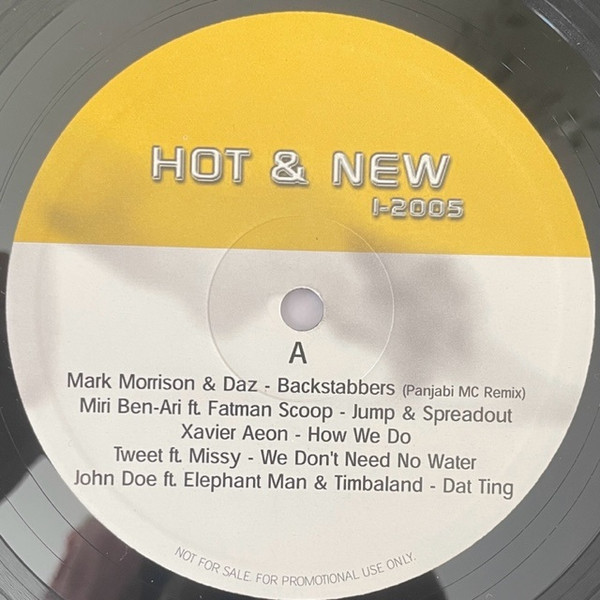 HOT & NEW
1-2005
A
Mark Morrison & Daz - Backstabbers (Panjabi MC Remix)
Miri Ben-Ari ft. Fatman Scoop - Jump & Spreadout
Xavier Aeon - How We Do
Tweet ft. Missy - We Don't Need No Water
John Doe ft. Elephant Man & Timbaland - Dat Ting
NOT FOR SALE. FOR PROMOTIONAL USE ONLY.